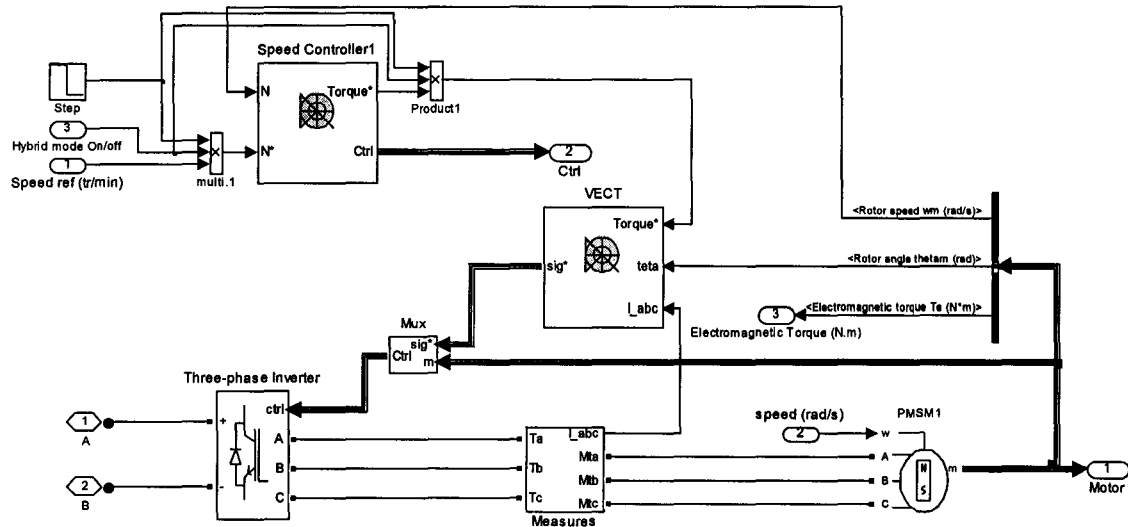 Speed Controller1
N
Torque*
N*
Ctrl
Product1
Step
3
Hybrid mode On/off
1
Speed ref (tr/min)
multi.1
2
Ctrl
VECT
Torque*
sig*
teta
I_abc
<Rotor speed wm (rad/s)>
<Rotor angle thetam (rad)>
<Electromagnetic torque Te (N*m)>
3
Electromagnetic Torque (N.m)
Mux
sig*
Ctrl
m
Three-phase Inverter
ctrl
+
A
B
-
C
1
A
2
B
I_abc
Ta
Mta
Tb
Mtb
Tc
Mtc
Measures
speed (rad/s)
2
PMSM1
w
A
B
C
N
S
m
1
Motor